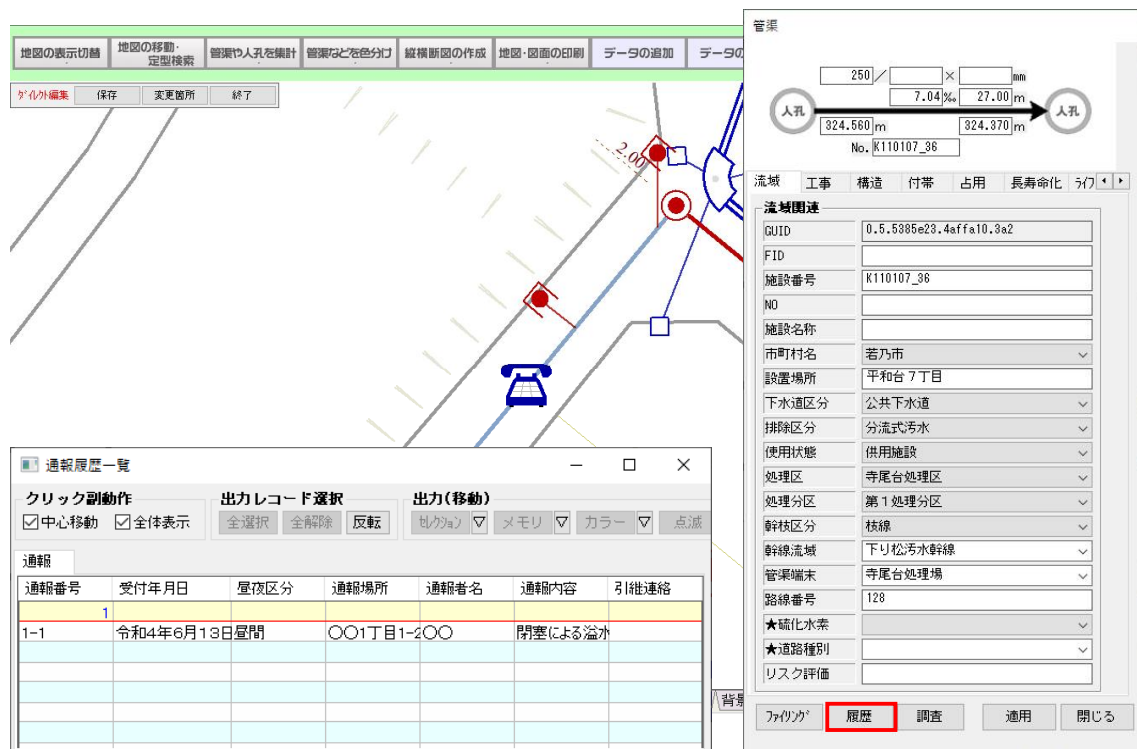 地図の表示切替
地図の移動・
定型検索
管渠や人孔を集計
管渠などを色分け
縦横断図の作成
地図・図面の印刷
データの追加
データの
ﾀﾞｲﾚｸﾄ編集
保存
変更箇所
終了
2.00
通報履歴一覧
クリック副動作
出力レコード選択
出力(移動)
中心移動
全体表示
全選択
全解除
反転
ｾﾚｸｼｮﾝ
メモリ
カラー
点滅
通報
通報番号 受付年月日 昼夜区分 通報場所 通報者名 通報内容 引継連絡
1
1-1 令和4年6月13日 昼間 〇〇1丁目1-2 〇〇 閉塞による溢水
背景
管渠
250 / × mm
7.04 ‰ 27.00 m
人孔
人孔
324.560 m 324.370 m
No. K110107_36
流域 工事 構造 付帯 占用 長寿命化 ﾗｲﾌ
流域関連
GUID 0.5.5385e23.4affa10.3a2
FID
施設番号 K110107_36
NO
施設名称
市町村名 若乃市
設置場所 平和台７丁目
下水道区分 公共下水道
排除区分 分流式汚水
使用状態 供用施設
処理区 寺尾台処理区
処理分区 第１処理分区
幹枝区分 枝線
幹線流域 下り松汚水幹線
管渠端末 寺尾台処理場
路線番号 128
★硫化水素
★道路種別
リスク評価
ﾌｧｲﾘﾝｸﾞ 履歴 調査 適用 閉じる